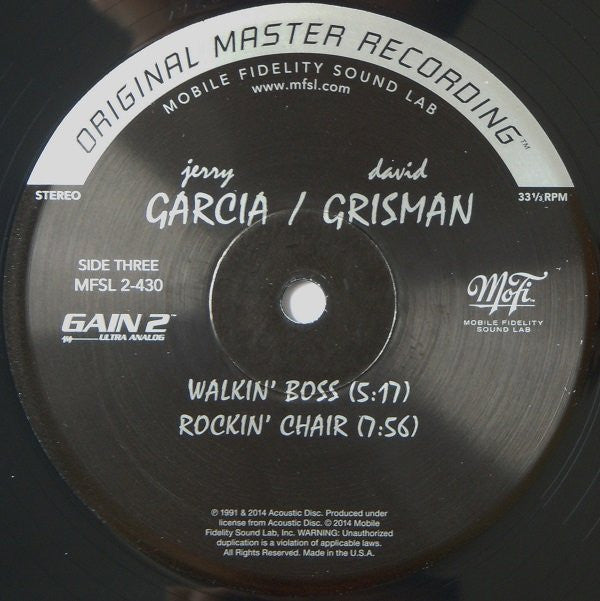 ORIGINAL MASTER RECORDING™
MOBILE FIDELITY SOUND LAB
www.mfsl.com
jerry david
GARCIA / GRISMAN
STEREO
33⅓ RPM
SIDE THREE
MFSL 2-430
GAIN 2™
ULTRA ANALOG
MoFi
MOBILE FIDELITY
SOUND LAB
WALKIN' BOSS (5:17)
ROCKIN' CHAIR (7:56)
℗ 1991 & 2014 Acoustic Disc. Produced under
license from Acoustic Disc. © 2014 Mobile
Fidelity Sound Lab, Inc. WARNING: Unauthorized
duplication is a violation of applicable laws.
All Rights Reserved. Made in the U.S.A.